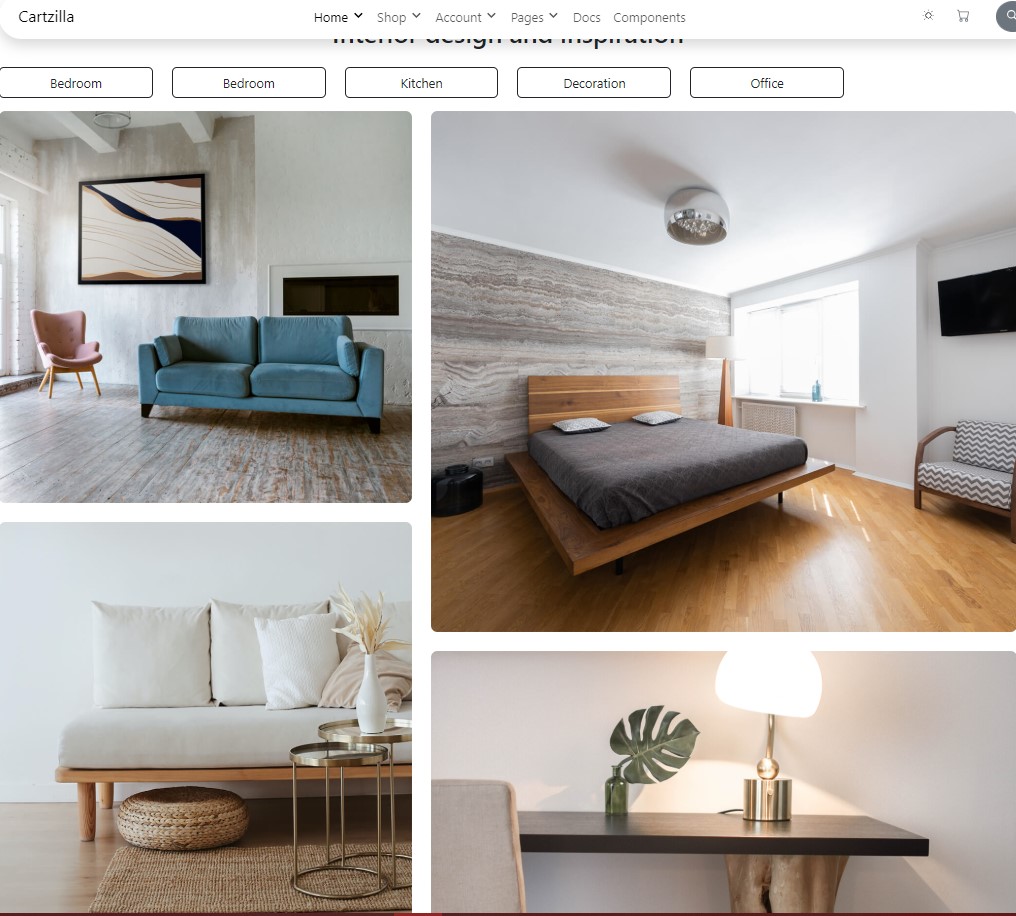 Cartzilla Home Shop Account Pages Docs Components
Interior design and inspiration
Bedroom Bedroom Kitchen Decoration Office